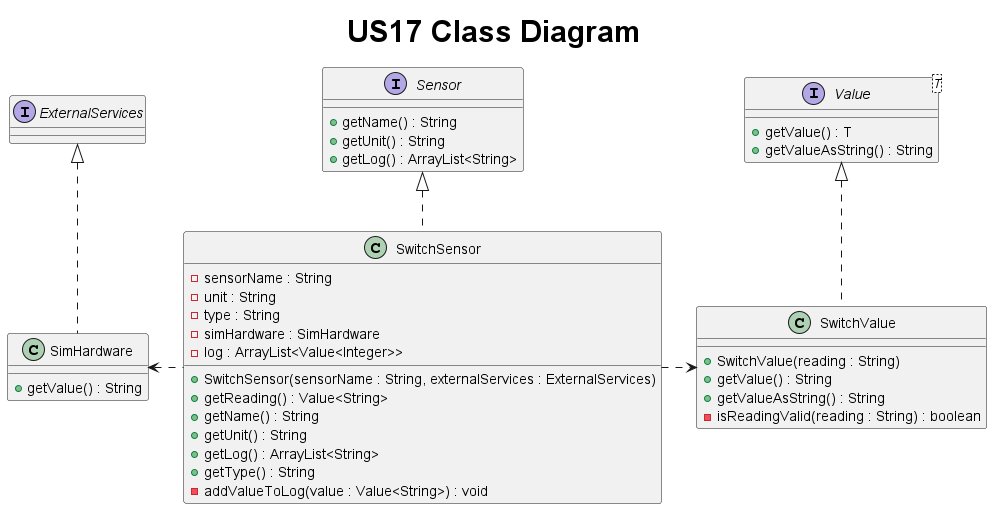 US17 Class Diagram
I ExternalServices
I Sensor
getName() : String
getUnit() : String
getLog() : ArrayList<String>
I Value
T
getValue() : T
getValueAsString() : String
C SwitchSensor
sensorName : String
unit : String
type : String
simHardware : SimHardware
log : ArrayList<Value<Integer>>
SwitchSensor(sensorName : String, externalServices : ExternalServices)
getReading() : Value<String>
getName() : String
getUnit() : String
getLog() : ArrayList<String>
getType() : String
addValueToLog(value : Value<String>) : void
C SimHardware
getValue() : String
C SwitchValue
SwitchValue(reading : String)
getValue() : String
getValueAsString() : String
isReadingValid(reading : String) : boolean